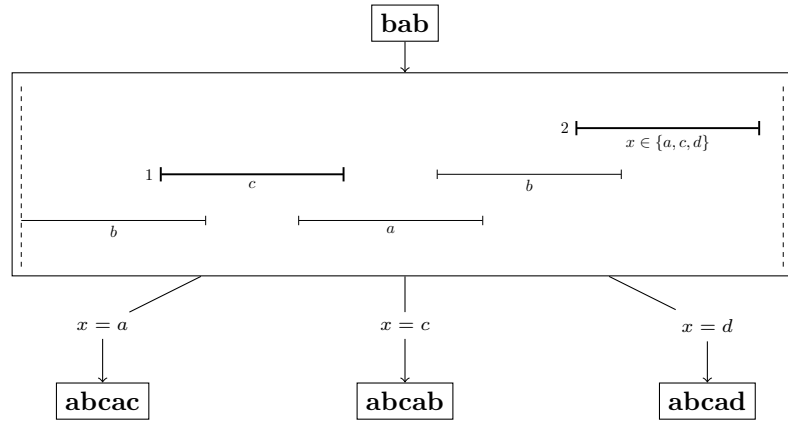 bab
2
x ∈ {a, c, d}
1
c
b
b
a
x = a
x = c
x = d
abcac
abcab
abcad